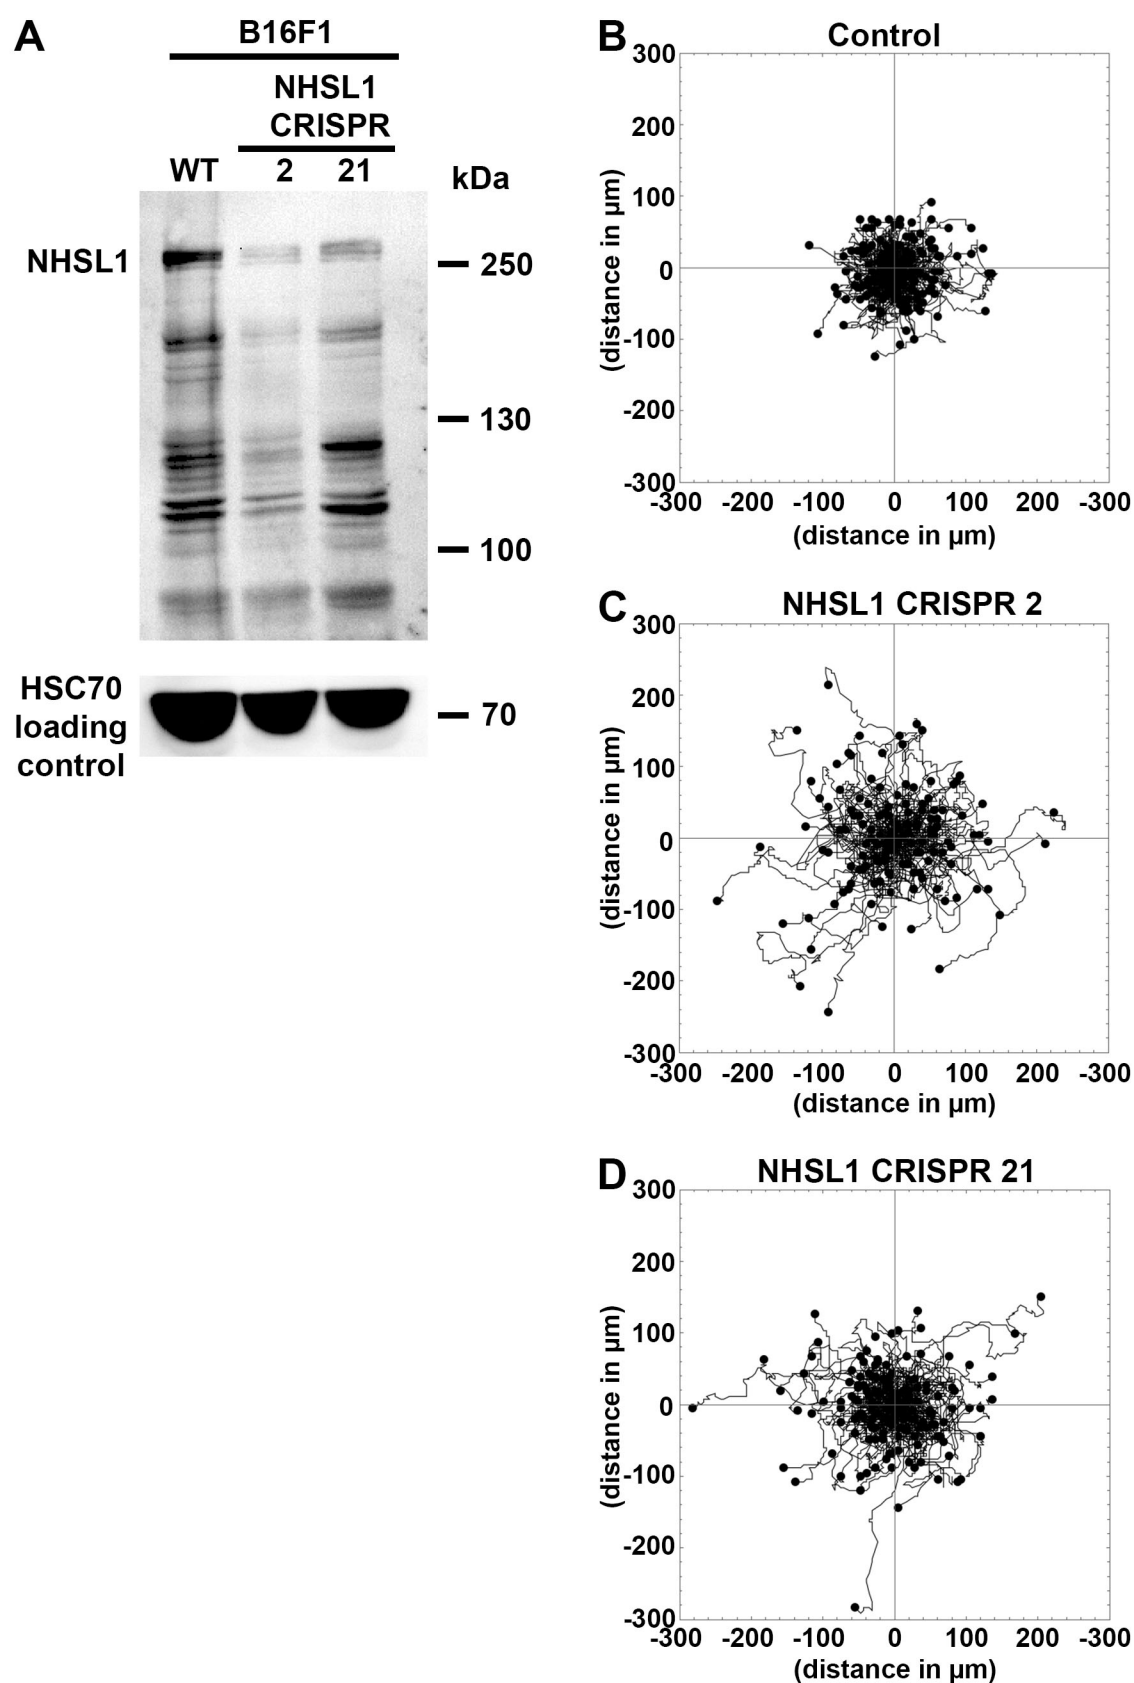 A
B16F1
NHSL1
CRISPR
WT 2 21
kDa
NHSL1
250
130
100
HSC70
loading
control
70
B
Control
300
200
100
0
-100
-200
-300
(distance in µm)
-300 -200 -100 0 100 200 -300
(distance in µm)
C
NHSL1 CRISPR 2
300
200
100
0
-100
-200
-300
(distance in µm)
-300 -200 -100 0 100 200 -300
(distance in µm)
D
NHSL1 CRISPR 21
300
200
100
0
-100
-200
-300
(distance in µm)
-300 -200 -100 0 100 200 -300
(distance in µm)